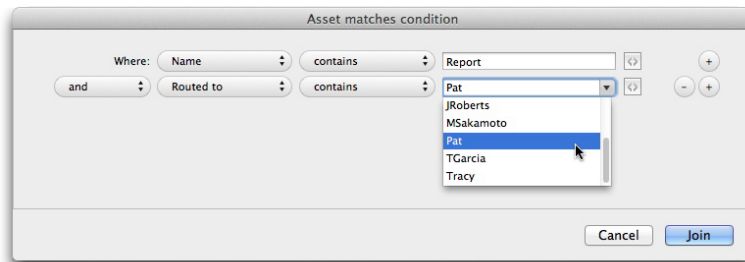 Asset matches condition
Where: Name contains Report <> +
and Routed to contains Pat <> - +
JRoberts
MSakamoto
Pat
TGarcia
Tracy
Cancel Join